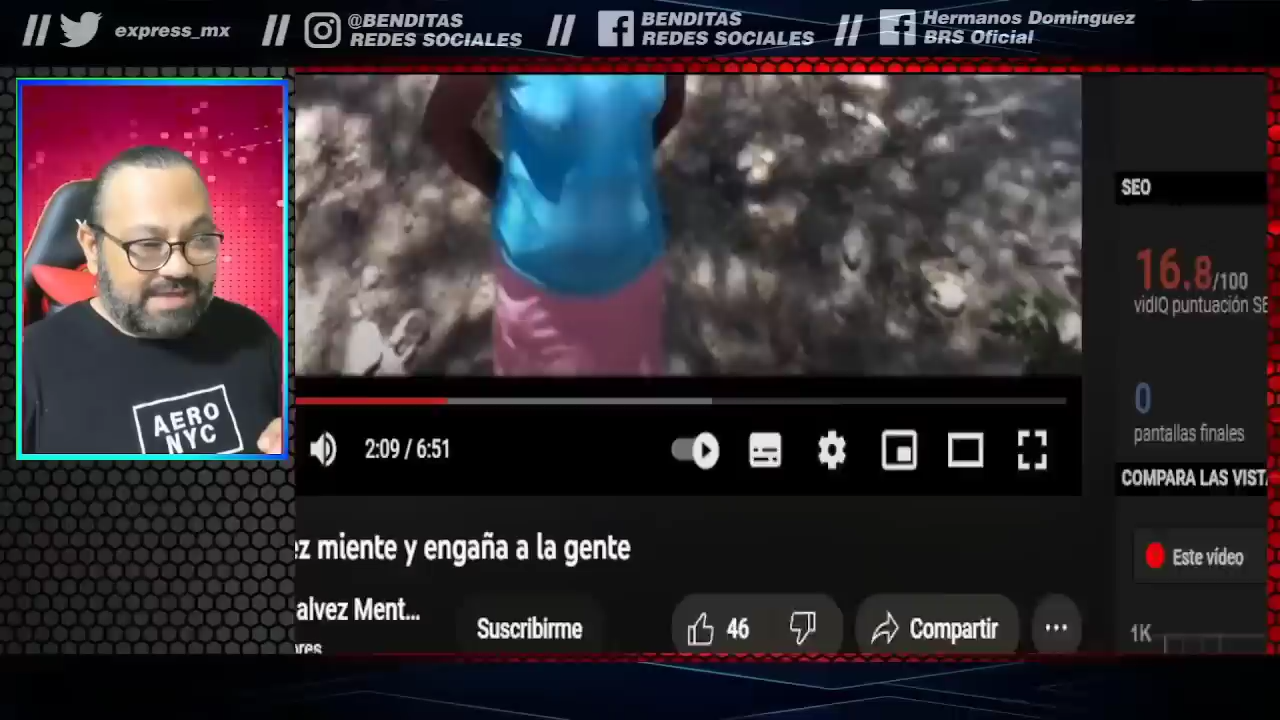 // express_mx // @BENDITAS REDES SOCIALES // BENDITAS REDES SOCIALES // Hermanos Dominguez BRS Oficial
AERO
NYC
SEO
16.8/100
vidIQ puntuación SE
0
pantallas finales
COMPARA LAS VIST
2:09 / 6:51
ez miente y engaña a la gente
Este vídeo
alvez Ment...
Suscribirme
46
Compartir
ores
1K